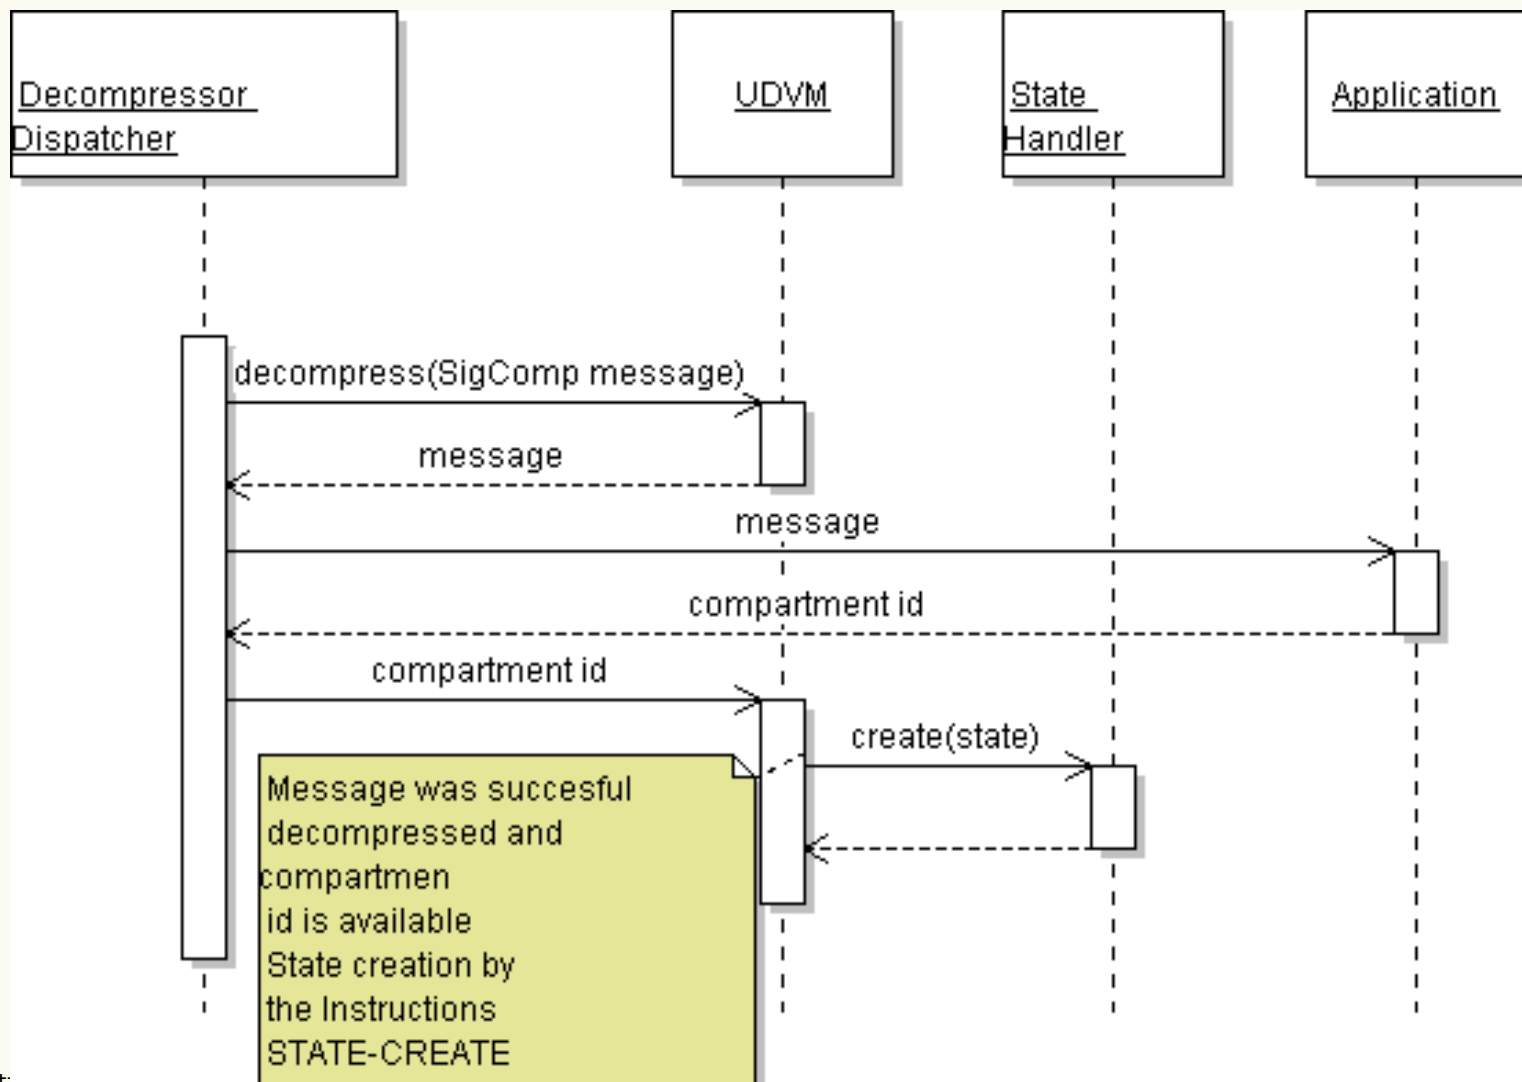 Decompressor
Dispatcher
UDVM
State
Handler
Application
decompress(SigComp message)
message
message
compartment id
compartment id
create(state)
Message was succesful
decompressed and
compartmen
id is available
State creation by
the Instructions
STATE-CREATE